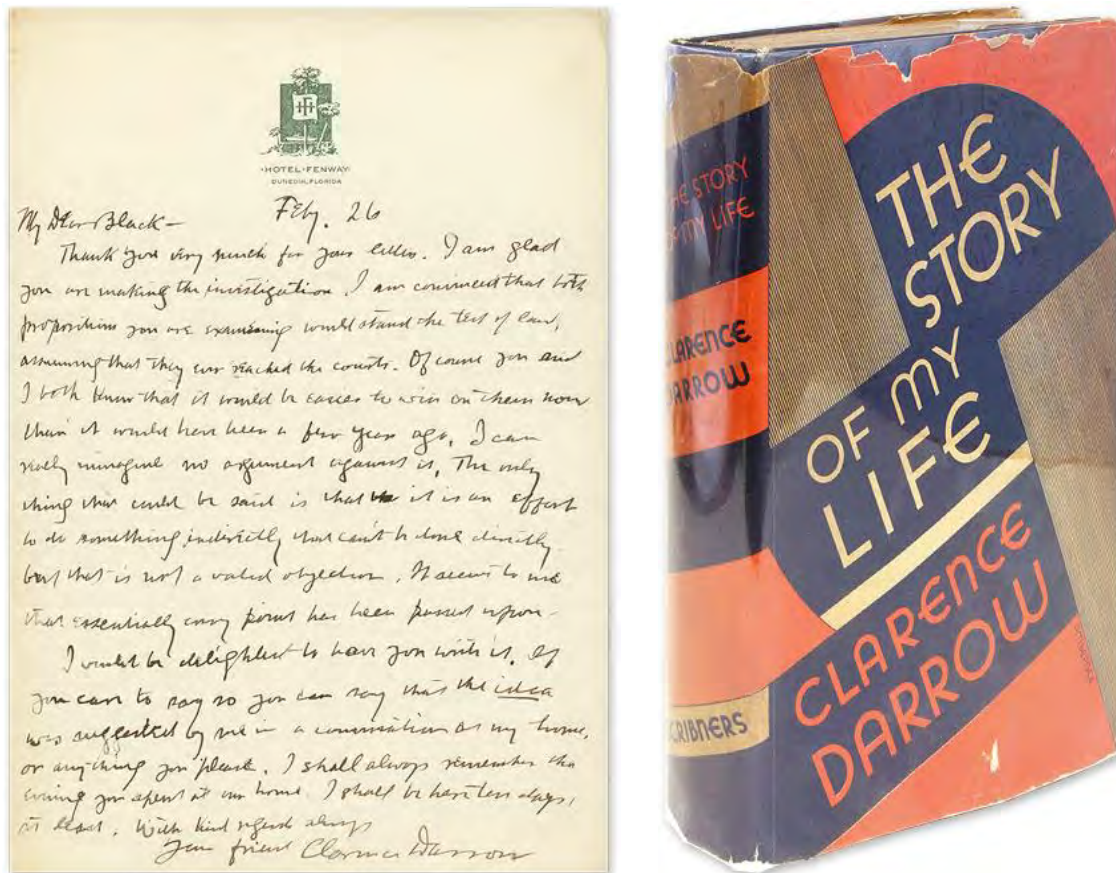 HOTEL·FENWAY
DUNEDIN, FLORIDA
Feby. 26
My Dear Black—
Thank you very much for your letter. I am glad
you are making the investigation. I am convinced that both
propositions you are examining would stand the test of law,
assuming that they ever reached the courts. Of course you and
I both know that it would be easier to win on them now
than it would have been a few years ago. I can
really imagine no argument against it. The only
thing that could be said is that it is an effort
to do something indirectly that can't be done directly
but that is not a valid objection. It seems to me
that essentially every point has been passed upon—
I would be delighted to have you write it. If
you care to say so you can say that the idea
was suggested by me in a conversation at my home,
or anything you please. I shall always remember the
evening you spent at our home. I shall be here ten days,
at least. With kind regards always
Your friend Clarence Darrow
THE STORY
OF MY LIFE
CLARENCE
DARROW
SCRIBNERS
THE
STORY
OF MY
LIFE
CLARENCE
DARROW